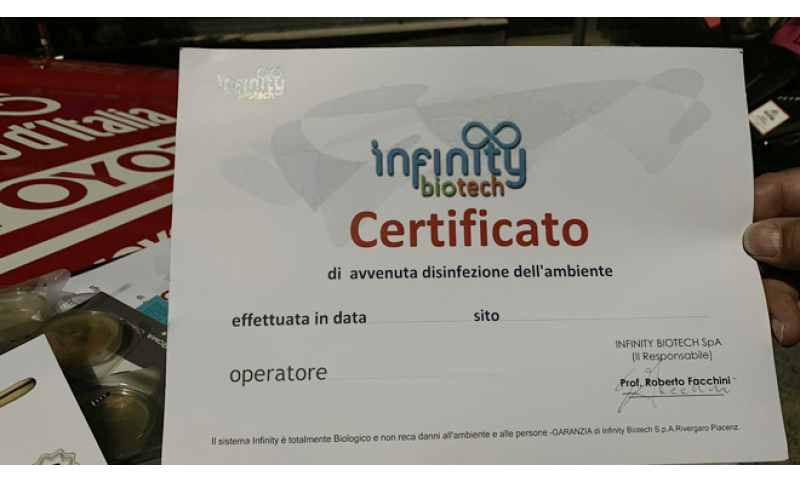 infinity
biotech
infinity
biotech
Certificato
di avvenuta disinfezione dell'ambiente
effettuata in data sito
operatore
INFINITY BIOTECH SpA
(Il Responsabile)
Prof. Roberto Facchini
Il sistema Infinity è totalmente Biologico e non reca danni all'ambiente e alle persone -GARANZIA di Infinity Biotech S.p.A.Rivergaro Piacenz.
d'Italia
TOYO